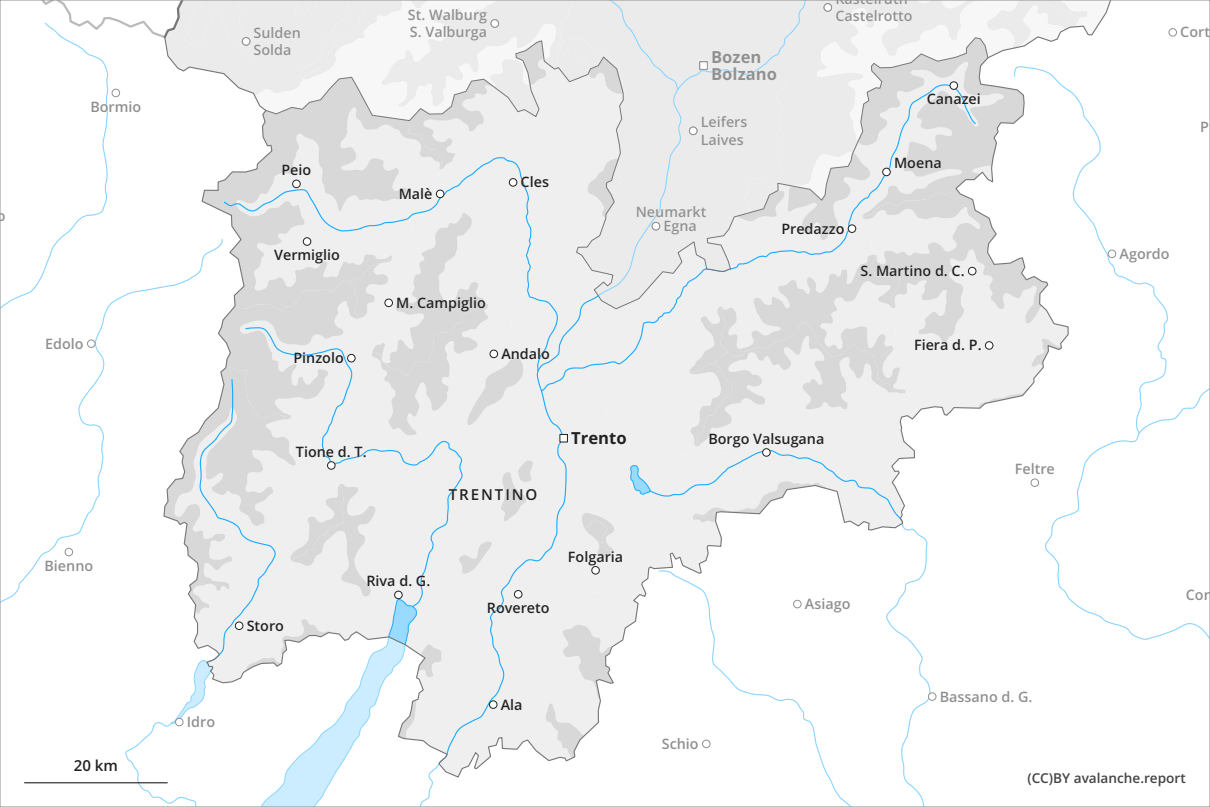 Kastelruth
Castelrotto
St. Walburg
S. Valburga
Sulden
Solda
Cort
Bozen
Bolzano
Bormio
Canazei
Leifers
Laives
P
Moena
Peio
Malè
Cles
Neumarkt
Egna
Predazzo
Vermiglio
Agordo
S. Martino d. C.
M. Campiglio
Edolo
Pinzolo
Andalo
Fiera d. P.
Trento
Borgo Valsugana
Tione d. T.
Feltre
TRENTINO
Bienno
Folgaria
Riva d. G.
Rovereto
Asiago
Cor
Storo
Bassano d. G.
Ala
Idro
Schio
20 km
(CC)BY avalanche.report